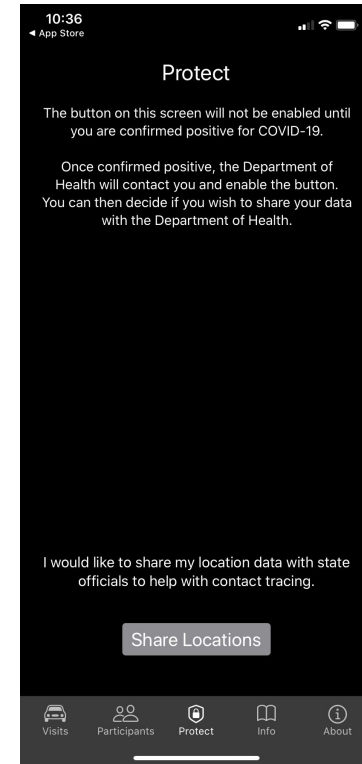 10:36
◀ App Store
Protect
The button on this screen will not be enabled until
you are confirmed positive for COVID-19.
Once confirmed positive, the Department of
Health will contact you and enable the button.
You can then decide if you wish to share your data
with the Department of Health.
I would like to share my location data with state
officials to help with contact tracing.
Share Locations
Visits Participants Protect Info About